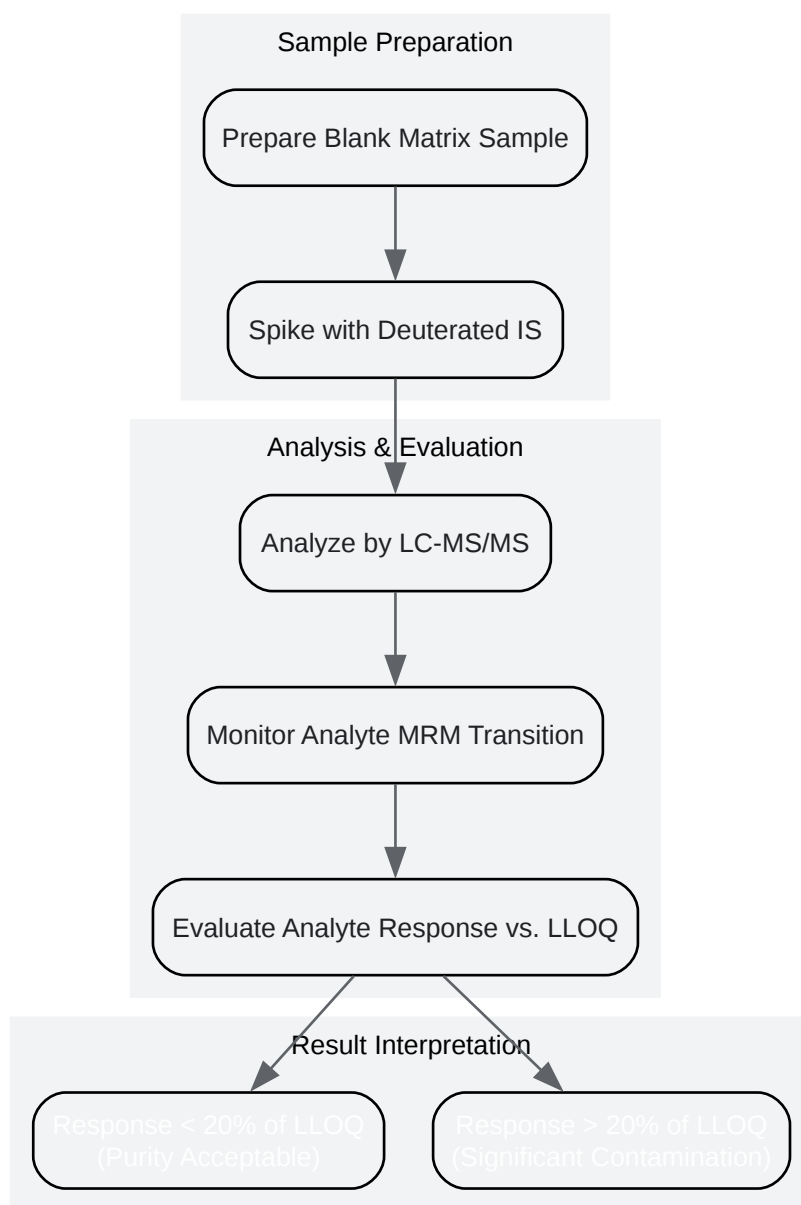 Sample Preparation
Prepare Blank Matrix Sample
Spike with Deuterated IS
Analysis & Evaluation
Analyze by LC-MS/MS
Monitor Analyte MRM Transition
Evaluate Analyte Response vs. LLOQ
Result Interpretation
Response < 20% of LLOQ
(Purity Acceptable)
Response > 20% of LLOQ
(Significant Contamination)